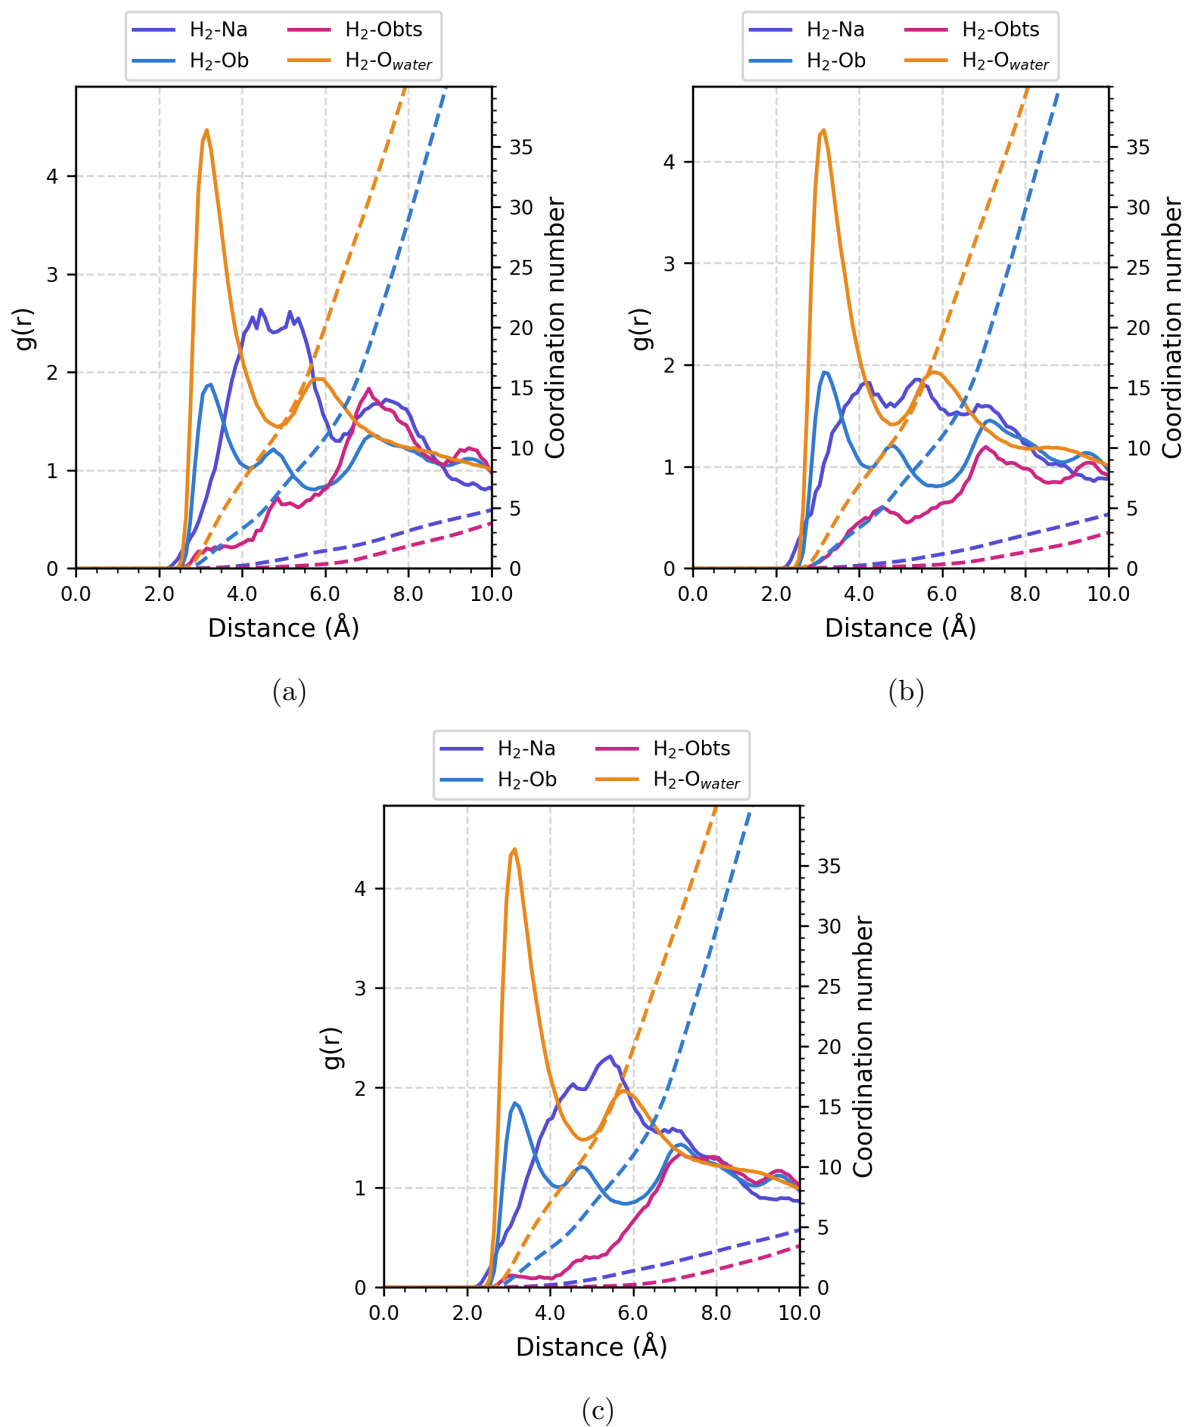 H₂-Na H₂-Obts
H₂-Ob H₂-O_water
4
3
2
1
0
g(r)
35
30
25
20
15
10
5
0
Coordination number
0.0 2.0 4.0 6.0 8.0 10.0
Distance (Å)
(a)
H₂-Na H₂-Obts
H₂-Ob H₂-O_water
4
3
2
1
0
g(r)
35
30
25
20
15
10
5
0
Coordination number
0.0 2.0 4.0 6.0 8.0 10.0
Distance (Å)
(b)
H₂-Na H₂-Obts
H₂-Ob H₂-O_water
4
3
2
1
0
g(r)
35
30
25
20
15
10
5
0
Coordination number
0.0 2.0 4.0 6.0 8.0 10.0
Distance (Å)
(c)